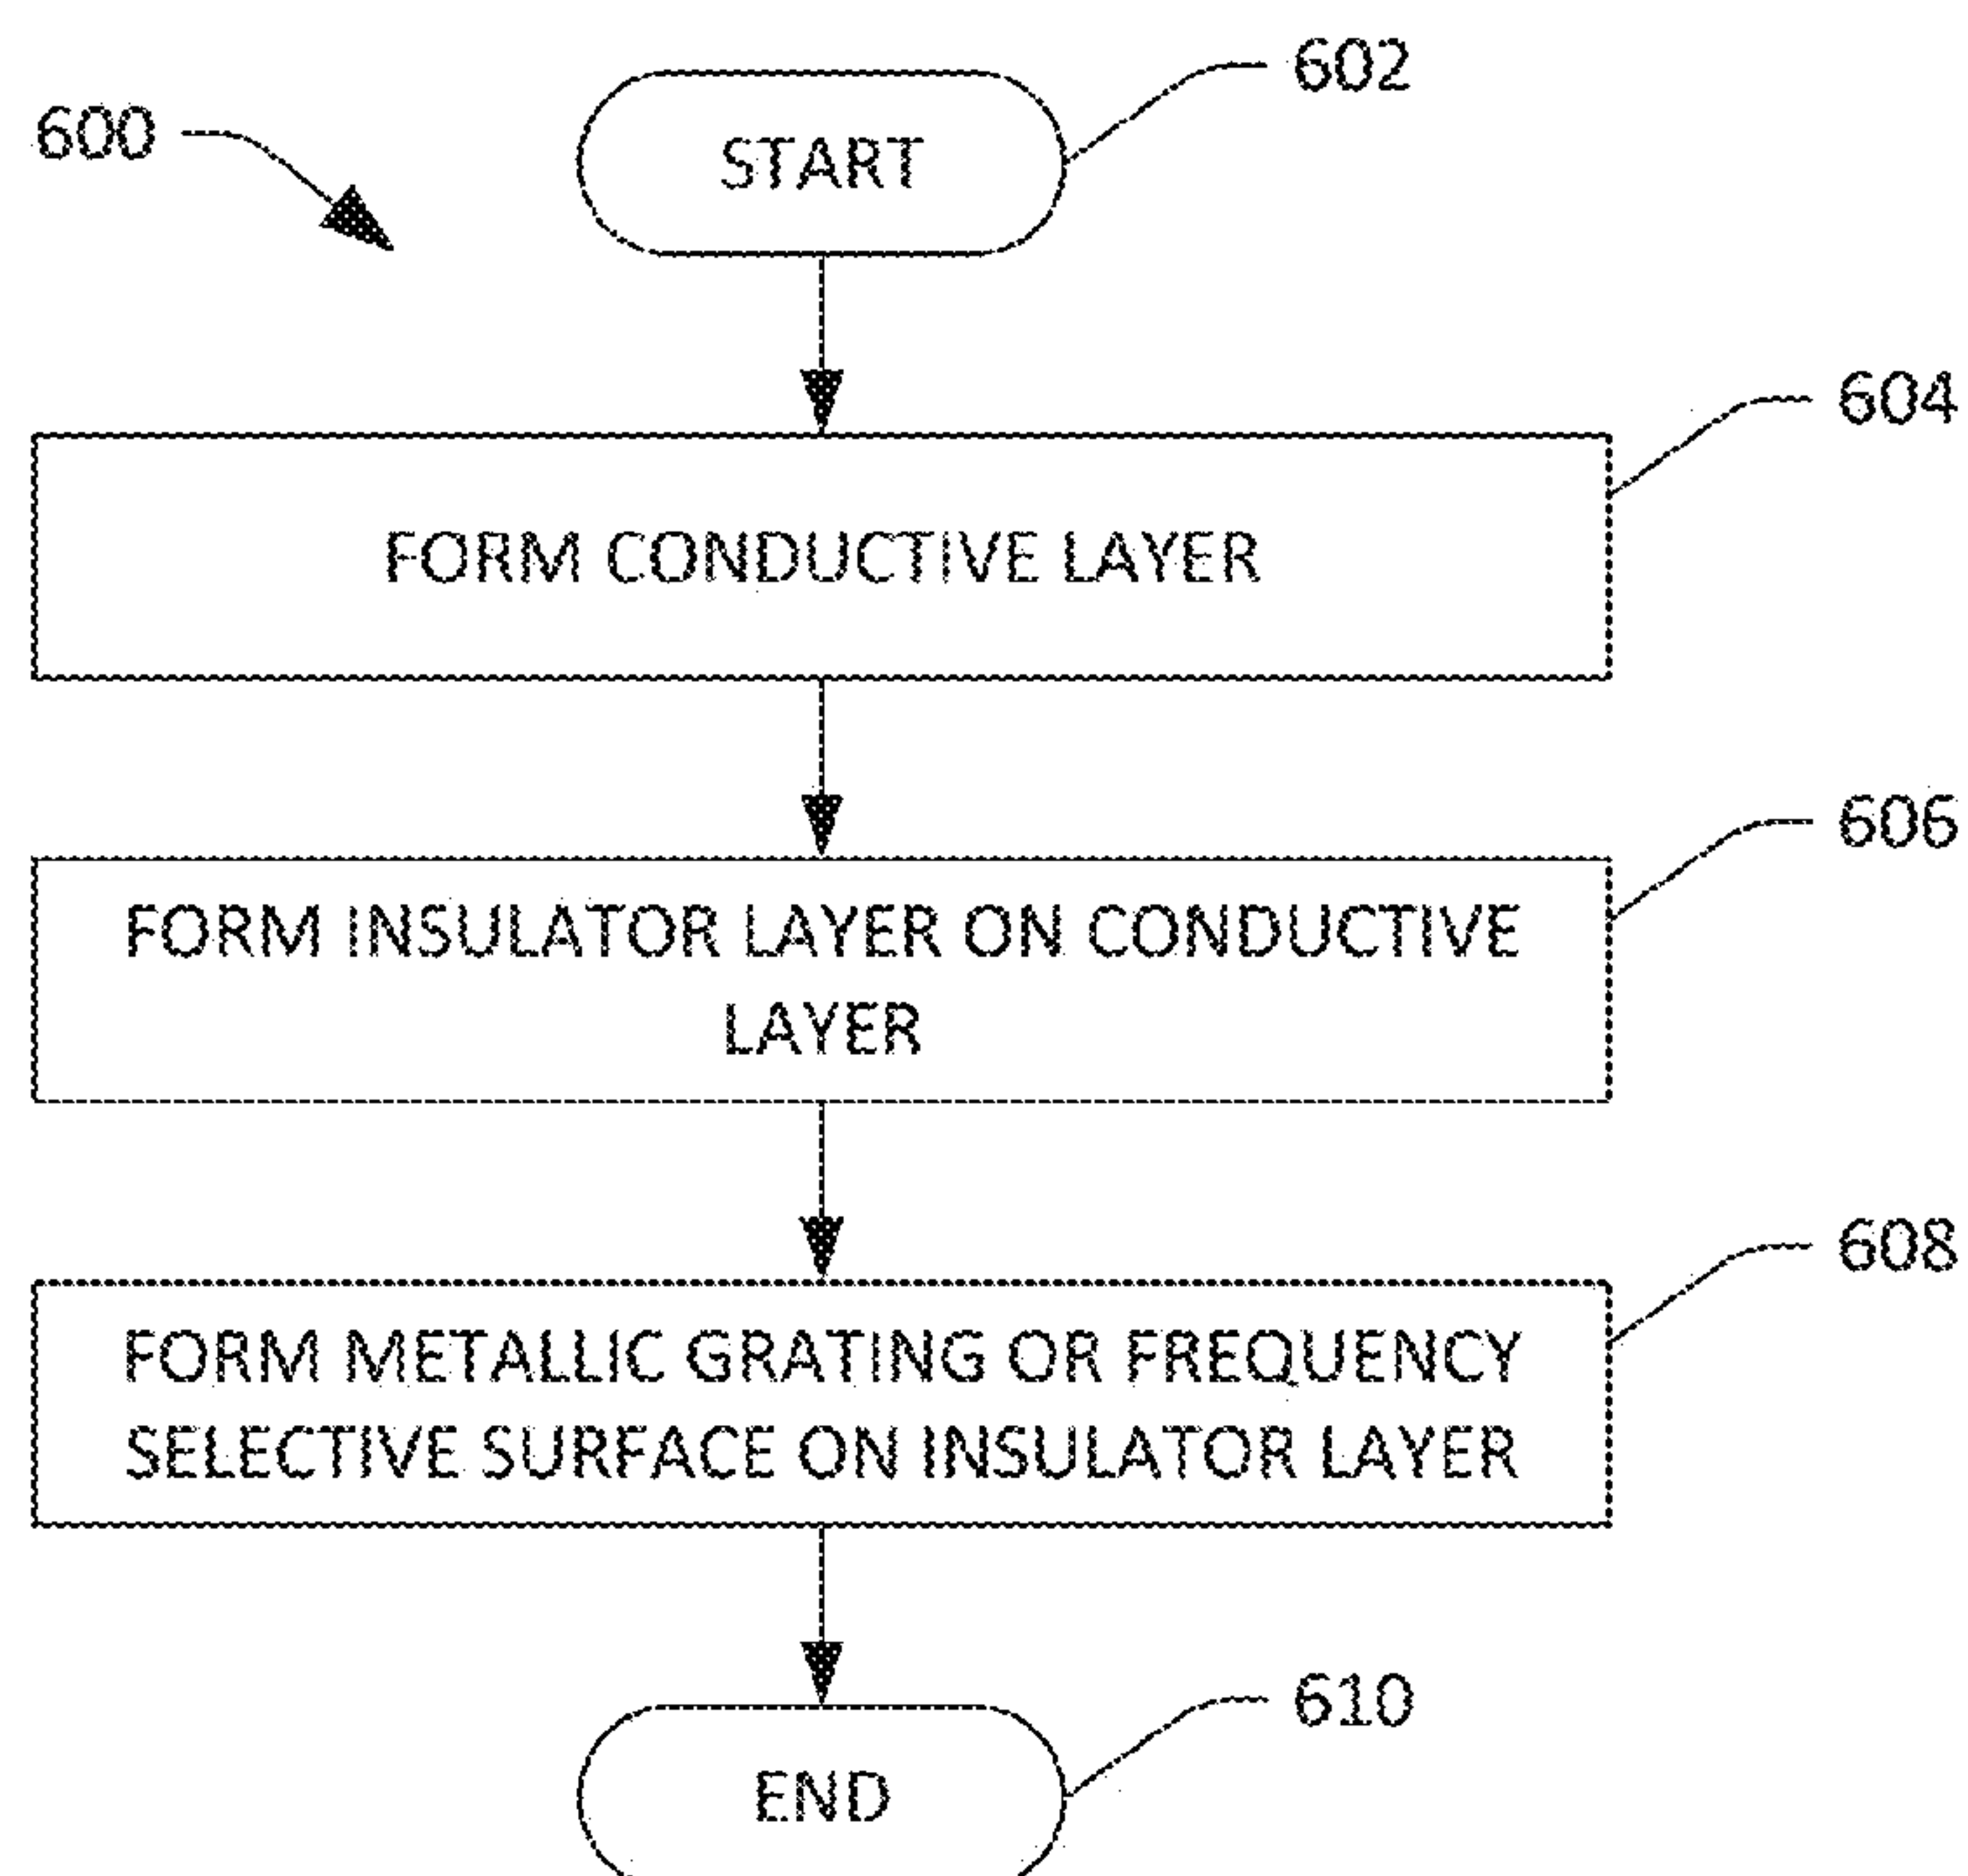 602
600
START
604
FORM CONDUCTIVE LAYER
606
FORM INSULATOR LAYER ON CONDUCTIVE
LAYER
608
FORM METALLIC GRATING OR FREQUENCY
SELECTIVE SURFACE ON INSULATOR LAYER
610
END